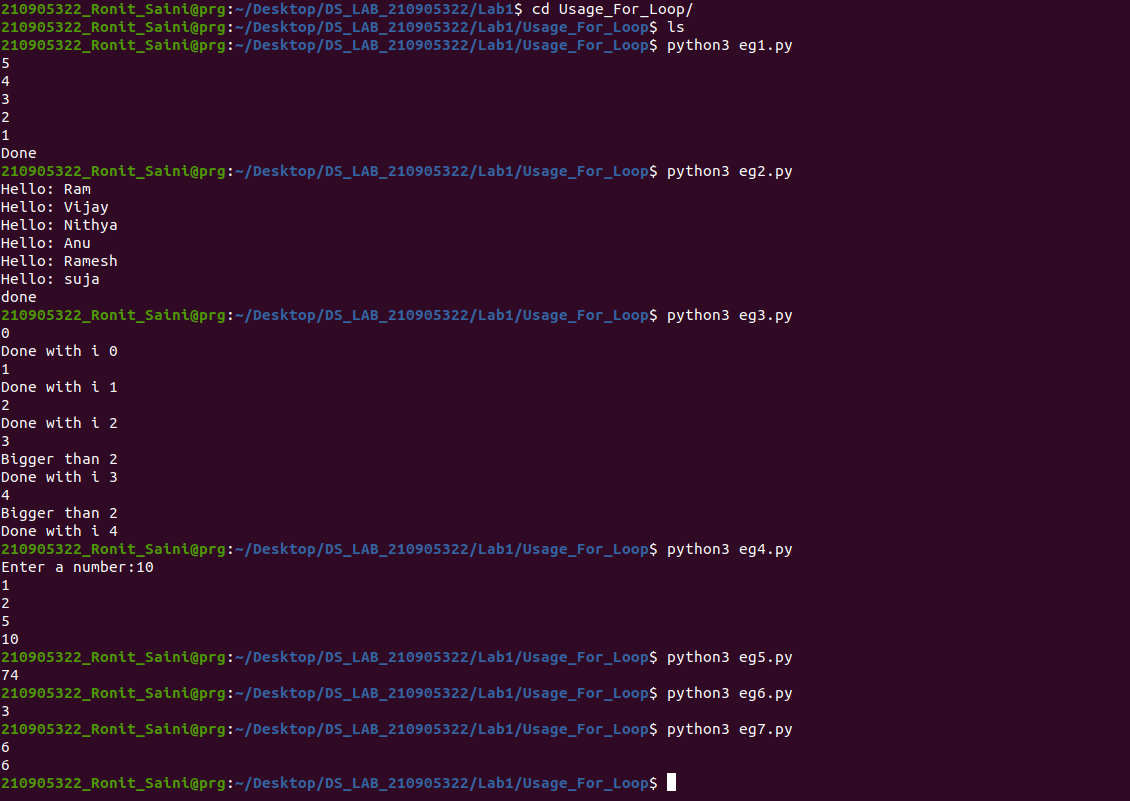 210905322_Ronit_Saini@prg:~/Desktop/DS_LAB_210905322/Lab1$ cd Usage_For_Loop/
210905322_Ronit_Saini@prg:~/Desktop/DS_LAB_210905322/Lab1/Usage_For_Loop$ ls
210905322_Ronit_Saini@prg:~/Desktop/DS_LAB_210905322/Lab1/Usage_For_Loop$ python3 eg1.py
5
4
3
2
1
Done
210905322_Ronit_Saini@prg:~/Desktop/DS_LAB_210905322/Lab1/Usage_For_Loop$ python3 eg2.py
Hello: Ram
Hello: Vijay
Hello: Nithya
Hello: Anu
Hello: Ramesh
Hello: suja
done
210905322_Ronit_Saini@prg:~/Desktop/DS_LAB_210905322/Lab1/Usage_For_Loop$ python3 eg3.py
0
Done with i 0
1
Done with i 1
2
Done with i 2
3
Bigger than 2
Done with i 3
4
Bigger than 2
Done with i 4
210905322_Ronit_Saini@prg:~/Desktop/DS_LAB_210905322/Lab1/Usage_For_Loop$ python3 eg4.py
Enter a number:10
1
2
5
10
210905322_Ronit_Saini@prg:~/Desktop/DS_LAB_210905322/Lab1/Usage_For_Loop$ python3 eg5.py
74
210905322_Ronit_Saini@prg:~/Desktop/DS_LAB_210905322/Lab1/Usage_For_Loop$ python3 eg6.py
3
210905322_Ronit_Saini@prg:~/Desktop/DS_LAB_210905322/Lab1/Usage_For_Loop$ python3 eg7.py
6
6
210905322_Ronit_Saini@prg:~/Desktop/DS_LAB_210905322/Lab1/Usage_For_Loop$